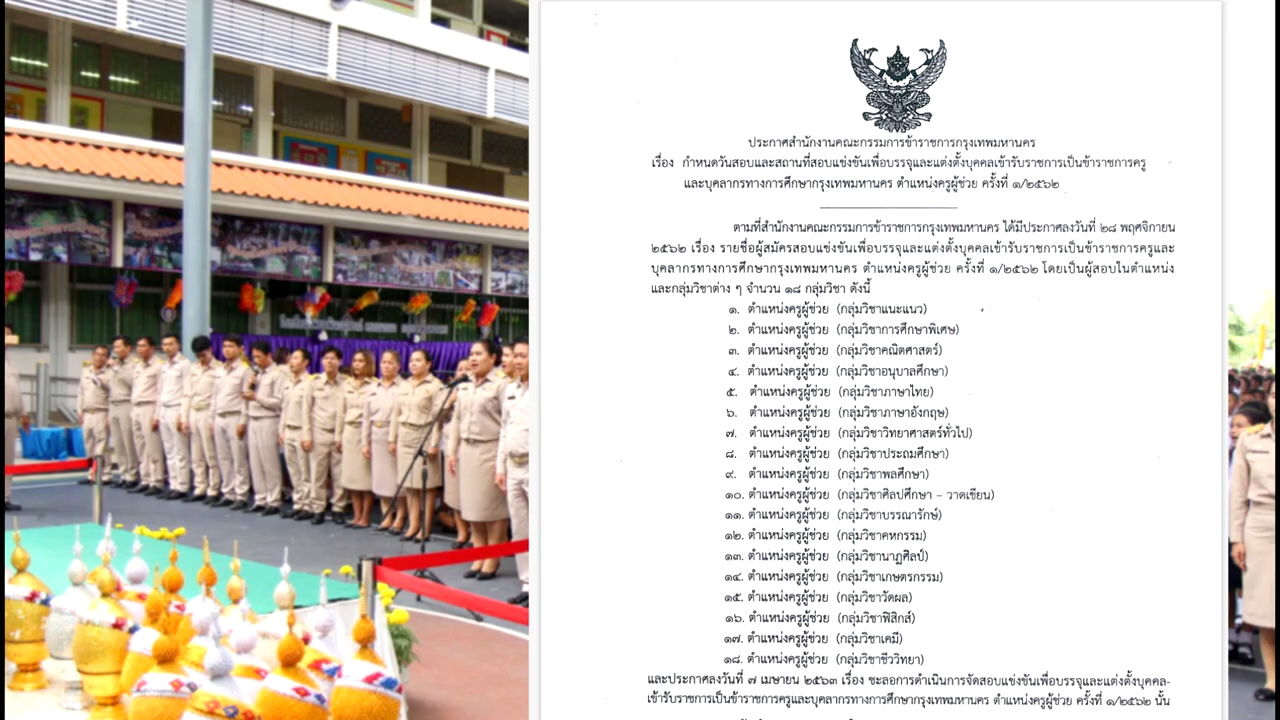 ประกาศสำนักงานคณะกรรมการข้าราชการกรุงเทพมหานคร
เรื่อง กำหนดวันสอบและสถานที่สอบแข่งขันเพื่อบรรจุและแต่งตั้งบุคคลเข้ารับราชการเป็นข้าราชการครู
และบุคลากรทางการศึกษากรุงเทพมหานคร ตำแหน่งครูผู้ช่วย ครั้งที่ ๑/๒๕๖๒
ตามที่สำนักงานคณะกรรมการข้าราชการกรุงเทพมหานคร ได้มีประกาศลงวันที่ ๒๘ พฤศจิกายน
๒๕๖๒ เรื่อง รายชื่อผู้สมัครสอบแข่งขันเพื่อบรรจุและแต่งตั้งบุคคลเข้ารับราชการเป็นข้าราชการครูและ
บุคลากรทางการศึกษากรุงเทพมหานคร ตำแหน่งครูผู้ช่วย ครั้งที่ ๑/๒๕๖๒ โดยเป็นผู้สอบในตำแหน่ง
และกลุ่มวิชาต่าง ๆ จำนวน ๑๘ กลุ่มวิชา ดังนี้
๑. ตำแหน่งครูผู้ช่วย (กลุ่มวิชาแนะแนว)
๒. ตำแหน่งครูผู้ช่วย (กลุ่มวิชาการศึกษาพิเศษ)
๓. ตำแหน่งครูผู้ช่วย (กลุ่มวิชาคณิตศาสตร์)
๔. ตำแหน่งครูผู้ช่วย (กลุ่มวิชาอนุบาลศึกษา)
๕. ตำแหน่งครูผู้ช่วย (กลุ่มวิชาภาษาไทย)
๖. ตำแหน่งครูผู้ช่วย (กลุ่มวิชาภาษาอังกฤษ)
๗. ตำแหน่งครูผู้ช่วย (กลุ่มวิชาวิทยาศาสตร์ทั่วไป)
๘. ตำแหน่งครูผู้ช่วย (กลุ่มวิชาประถมศึกษา)
๙. ตำแหน่งครูผู้ช่วย (กลุ่มวิชาพลศึกษา)
๑๐. ตำแหน่งครูผู้ช่วย (กลุ่มวิชาศิลปศึกษา – วาดเขียน)
๑๑. ตำแหน่งครูผู้ช่วย (กลุ่มวิชาบรรณารักษ์)
๑๒. ตำแหน่งครูผู้ช่วย (กลุ่มวิชาคหกรรม)
๑๓. ตำแหน่งครูผู้ช่วย (กลุ่มวิชานาฏศิลป์)
๑๔. ตำแหน่งครูผู้ช่วย (กลุ่มวิชาเกษตรกรรม)
๑๕. ตำแหน่งครูผู้ช่วย (กลุ่มวิชาวัดผล)
๑๖. ตำแหน่งครูผู้ช่วย (กลุ่มวิชาฟิสิกส์)
๑๗. ตำแหน่งครูผู้ช่วย (กลุ่มวิชาเคมี)
๑๘. ตำแหน่งครูผู้ช่วย (กลุ่มวิชาชีววิทยา)
และประกาศลงวันที่ ๗ เมษายน ๒๕๖๓ เรื่อง ชะลอการดำเนินการจัดสอบแข่งขันเพื่อบรรจุและแต่งตั้งบุคคล-
เข้ารับราชการเป็นข้าราชการครูและบุคลากรทางการศึกษากรุงเทพมหานคร ตำแหน่งครูผู้ช่วย ครั้งที่ ๑/๒๕๖๒ นั้น